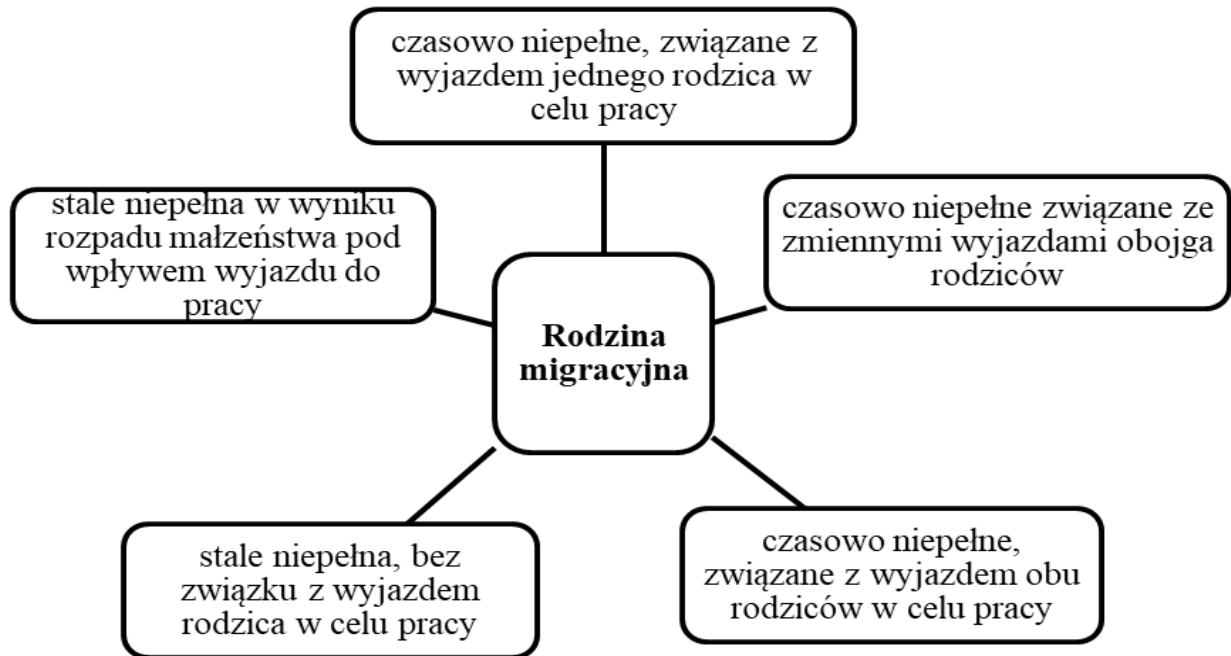 czasowo niepełne, związane z
wyjazdem jednego rodzica w
celu pracy
stale niepełna w wyniku
rozpadu małżeństwa pod
wpływem wyjazdu do
pracy
czasowo niepełne związane ze
zmiennymi wyjazdami obojga
rodziców
Rodzina
migracyjna
stale niepełna, bez
związku z wyjazdem
rodzica w celu pracy
czasowo niepełne,
związane z wyjazdem obu
rodziców w celu pracy